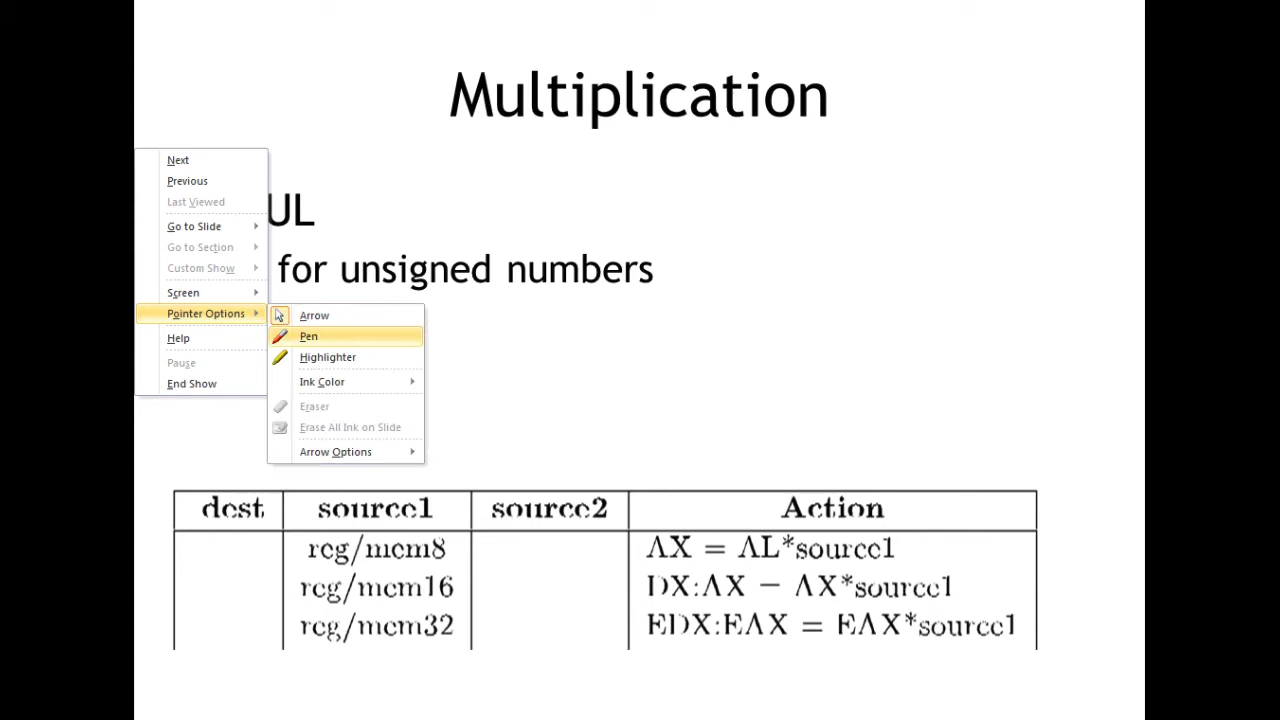 Multiplication
Next
Previous
Last Viewed
UL
Go to Slide
Go to Section
Custom Show
for unsigned numbers
Screen
Pointer Options
Arrow
Help
Pen
Pause
Highlighter
End Show
Ink Color
Eraser
Erase All Ink on Slide
Arrow Options
dest source1 source2 Action
reg/mem8 AX = AL*source1
reg/mem16 DX:AX = AX*source1
reg/mem32 EDX:EAX = EAX*source1